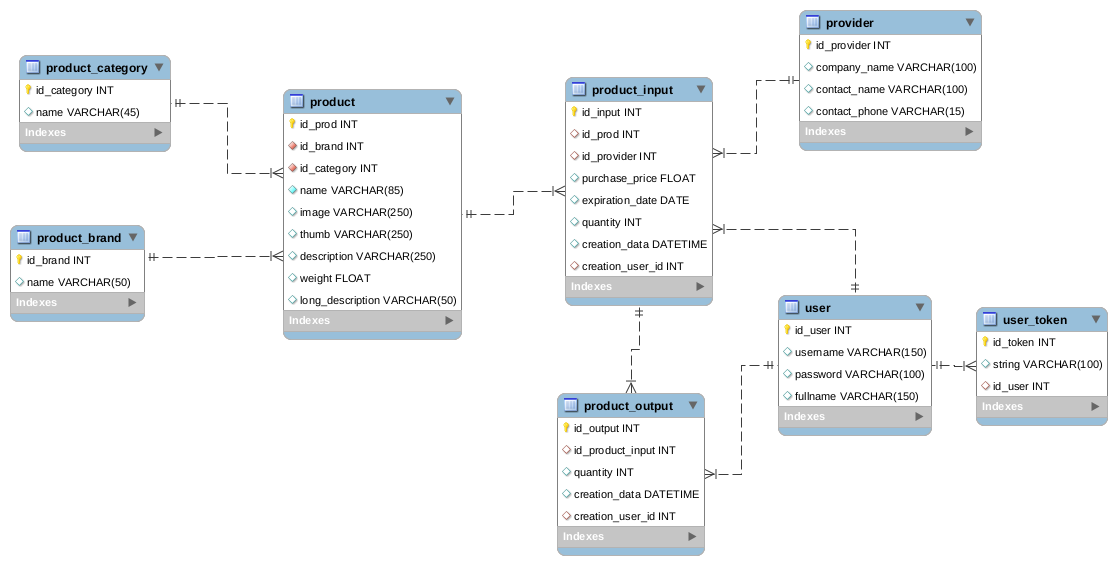 product_category
id_category INT
name VARCHAR(45)
Indexes
product_brand
id_brand INT
name VARCHAR(50)
Indexes
product
id_prod INT
id_brand INT
id_category INT
name VARCHAR(85)
image VARCHAR(250)
thumb VARCHAR(250)
description VARCHAR(250)
weight FLOAT
long_description VARCHAR(50)
Indexes
product_input
id_input INT
id_prod INT
id_provider INT
purchase_price FLOAT
expiration_date DATE
quantity INT
creation_data DATETIME
creation_user_id INT
Indexes
provider
id_provider INT
company_name VARCHAR(100)
contact_name VARCHAR(100)
contact_phone VARCHAR(15)
Indexes
product_output
id_output INT
id_product_input INT
quantity INT
creation_data DATETIME
creation_user_id INT
Indexes
user
id_user INT
username VARCHAR(150)
password VARCHAR(100)
fullname VARCHAR(150)
Indexes
user_token
id_token INT
string VARCHAR(100)
id_user INT
Indexes